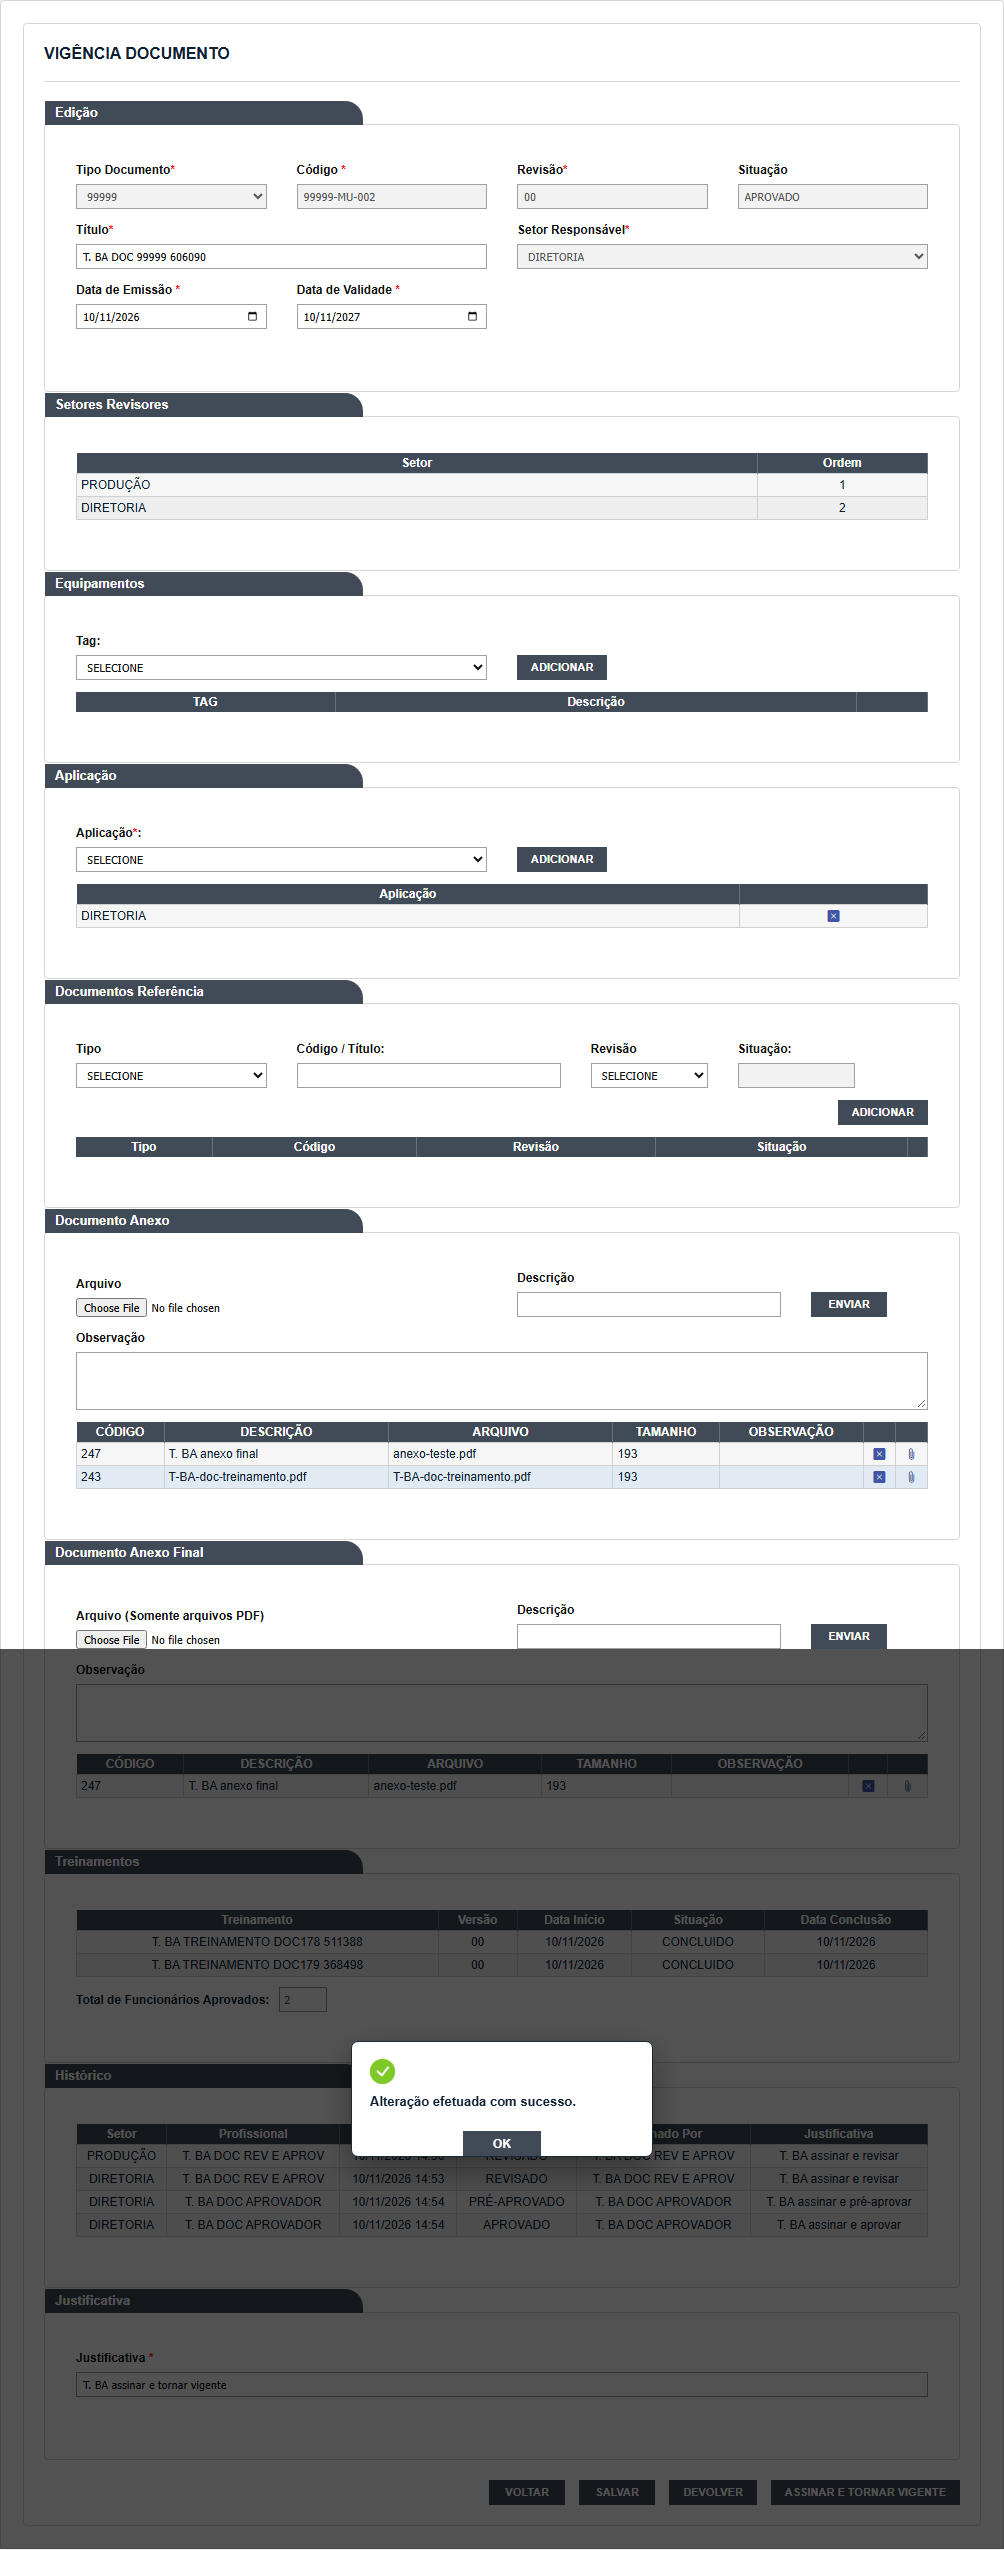 VIGÊNCIA DOCUMENTO
Edição
Tipo Documento* Código * Revisão* Situação
99999 99999-MU-002 00 APROVADO
Título* Setor Responsável*
T. BA DOC 99999 606090 DIRETORIA
Data de Emissão * Data de Validade *
10/11/2026 10/11/2027
Setores Revisores
Setor Ordem
PRODUÇÃO 1
DIRETORIA 2
Equipamentos
Tag:
SELECIONE ADICIONAR
TAG Descrição
Aplicação
Aplicação*:
SELECIONE ADICIONAR
Aplicação
DIRETORIA
Documentos Referência
Tipo Código / Título: Revisão Situação:
SELECIONE SELECIONE
ADICIONAR
Tipo Código Revisão Situação
Documento Anexo
Arquivo Descrição
Choose File No file chosen ENVIAR
Observação
CÓDIGO DESCRIÇÃO ARQUIVO TAMANHO OBSERVAÇÃO
247 T. BA anexo final anexo-teste.pdf 193
243 T-BA-doc-treinamento.pdf T-BA-doc-treinamento.pdf 193
Documento Anexo Final
Arquivo (Somente arquivos PDF) Descrição
Choose File No file chosen ENVIAR
Observação
CÓDIGO DESCRIÇÃO ARQUIVO TAMANHO OBSERVAÇÃO
247 T. BA anexo final anexo-teste.pdf 193
Treinamentos
Treinamento Versão Data Início Situação Data Conclusão
T. BA TREINAMENTO DOC178 511388 00 10/11/2026 CONCLUIDO 10/11/2026
T. BA TREINAMENTO DOC179 368498 00 10/11/2026 CONCLUIDO 10/11/2026
Total de Funcionários Aprovados: 2
Alteração efetuada com sucesso.
OK
Histórico
Setor Profissional Por Justificativa
PRODUÇÃO T. BA DOC REV E APROV T. BA DOC REV E APROV T. BA assinar e revisar
DIRETORIA T. BA DOC REV E APROV 10/11/2026 14:53 REVISADO T. BA DOC REV E APROV T. BA assinar e revisar
DIRETORIA T. BA DOC APROVADOR 10/11/2026 14:54 PRÉ-APROVADO T. BA DOC APROVADOR T. BA assinar e pré-aprovar
DIRETORIA T. BA DOC APROVADOR 10/11/2026 14:54 APROVADO T. BA DOC APROVADOR T. BA assinar e aprovar
Justificativa
Justificativa *
T. BA assinar e tornar vigente
VOLTAR SALVAR DEVOLVER ASSINAR E TORNAR VIGENTE